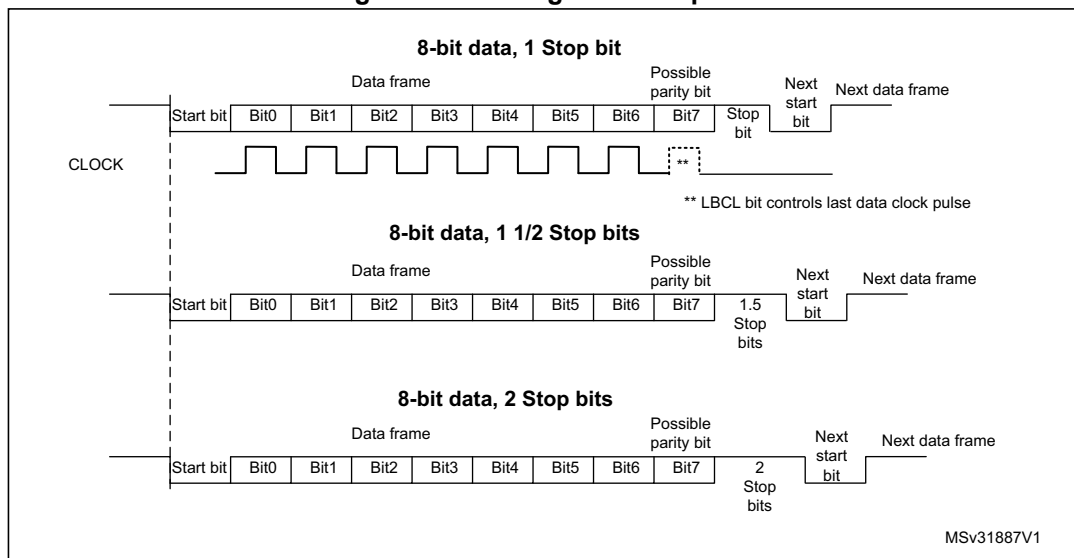 8-bit data, 1 Stop bit
Data frame
Possible
parity bit
Next
start
bit
Next data frame
Start bit Bit0 Bit1 Bit2 Bit3 Bit4 Bit5 Bit6 Bit7 Stop
bit
CLOCK
**
** LBCL bit controls last data clock pulse
8-bit data, 1 1/2 Stop bits
Data frame
Possible
parity bit
Next
start
bit
Next data frame
Start bit Bit0 Bit1 Bit2 Bit3 Bit4 Bit5 Bit6 Bit7 1.5
Stop
bits
8-bit data, 2 Stop bits
Data frame
Possible
parity bit
Next
start
bit
Next data frame
Start bit Bit0 Bit1 Bit2 Bit3 Bit4 Bit5 Bit6 Bit7 2
Stop
bits
MSv31887V1